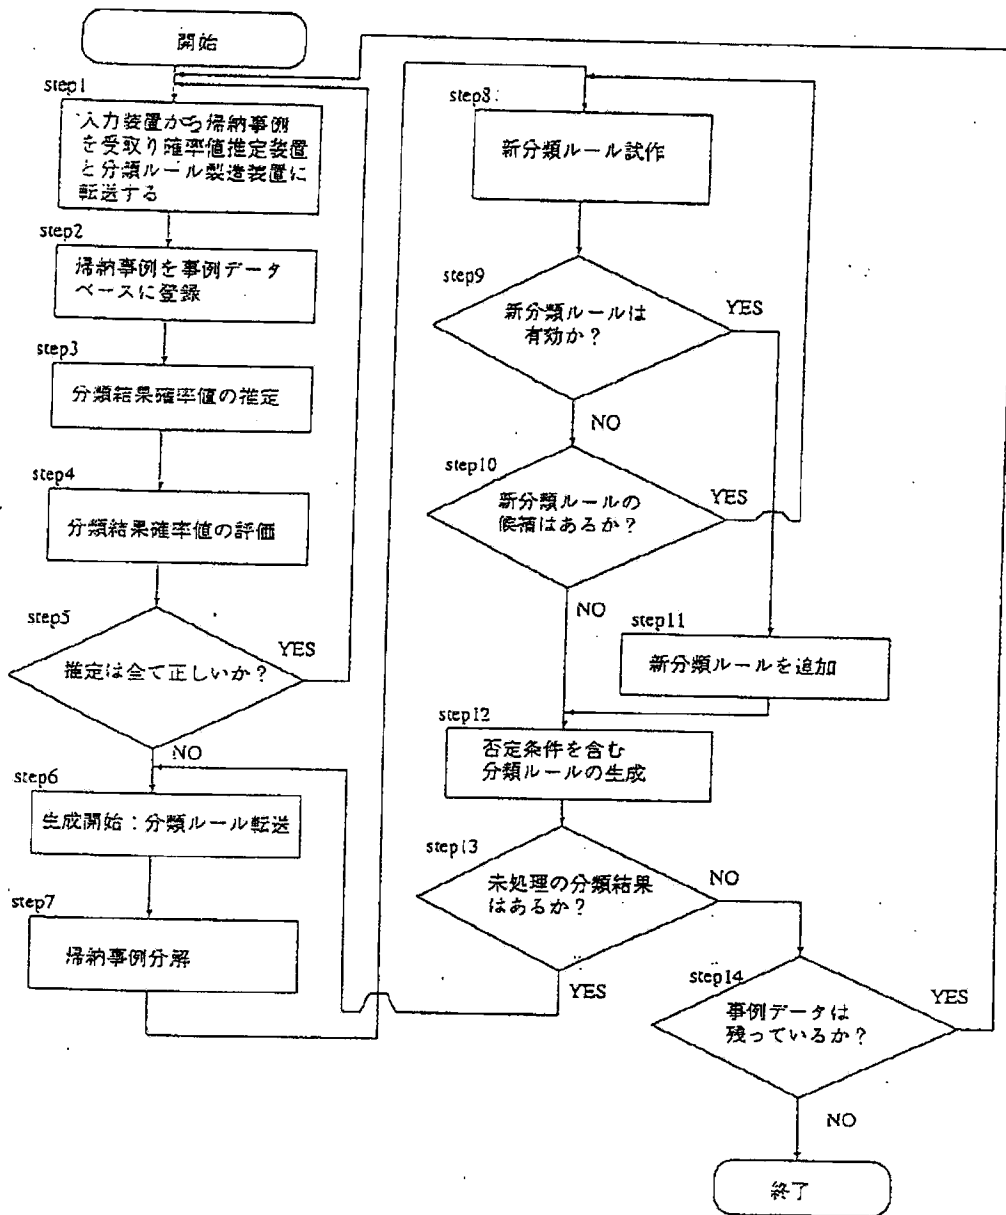 開始
step1
入力装置から帰納事例
を受取り確率値推定装置
と分類ルール製造装置に
転送する
step2
帰納事例を事例データ
ベースに登録
step3
分類結果確率値の推定
step4
分類結果確率値の評価
step5
推定は全て正しいか？
YES
NO
step6
生成開始：分類ルール転送
step7
帰納事例分解
step8
新分類ルール試作
step9
新分類ルールは
有効か？
YES
NO
step10
新分類ルールの
候補はあるか？
YES
NO
step11
新分類ルールを追加
step12
否定条件を含む
分類ルールの生成
step13
未処理の分類結果
はあるか？
NO
YES
step14
事例データは
残っているか？
YES
NO
終了